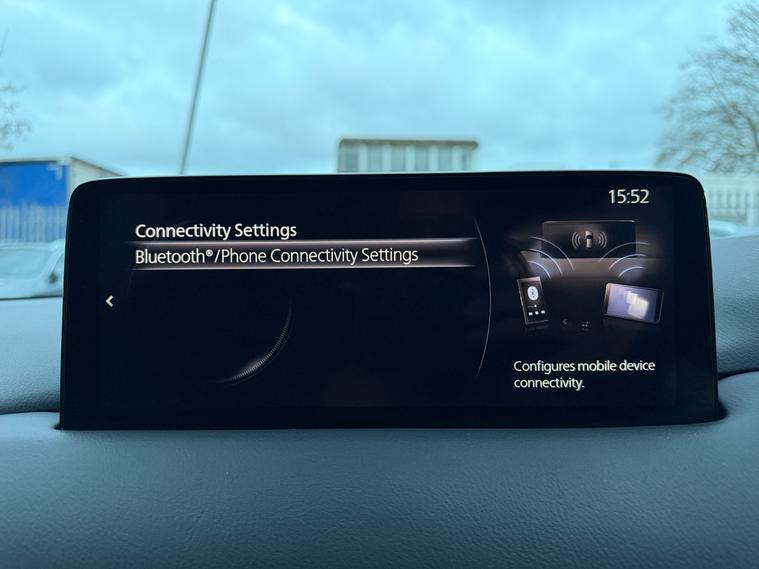 15:52
Connectivity Settings
Bluetooth®/Phone Connectivity Settings
Configures mobile device
connectivity.